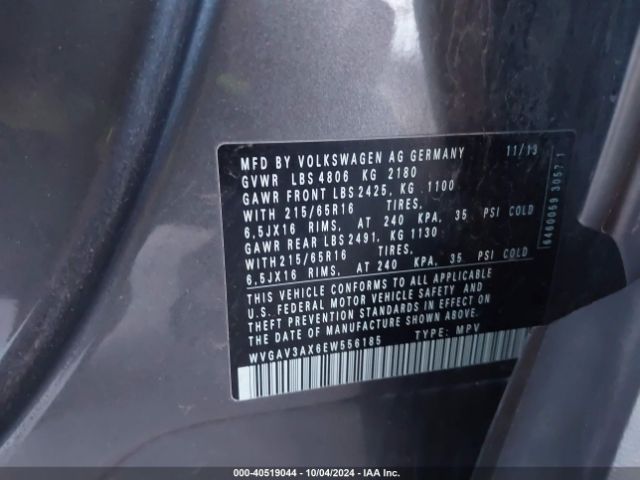 MFD BY VOLKSWAGEN AG GERMANY 11/13
GVWR LBS 4806 KG 2180
GAWR FRONT LBS 2425, KG 1100
WITH 215/65R16 TIRES,
6.5JX16 RIMS, AT 240 KPA, 35 PSI COLD
GAWR REAR LBS 2491, KG 1130
WITH 215/65R16 TIRES,
6.5JX16 RIMS, AT 240 KPA, 35 PSI COLD
THIS VEHICLE CONFORMS TO ALL APPLICABLE
U.S. FEDERAL MOTOR VEHICLE SAFETY AND
THEFT PREVENTION STANDARDS IN EFFECT ON
THE DATE OF MANUFACTURE SHOWN ABOVE.
WVGAV3AX6EW556185 TYPE: MPV
6460059 30571
000-40519044 - 10/04/2024 - IAA Inc.